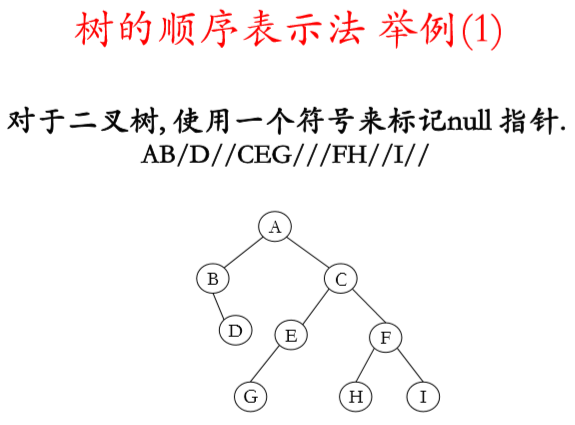 树的顺序表示法 举例(1)
对于二叉树, 使用一个符号来标记null 指针.
AB/D//CEG///FH//I//
A
B C
D E F
G H I